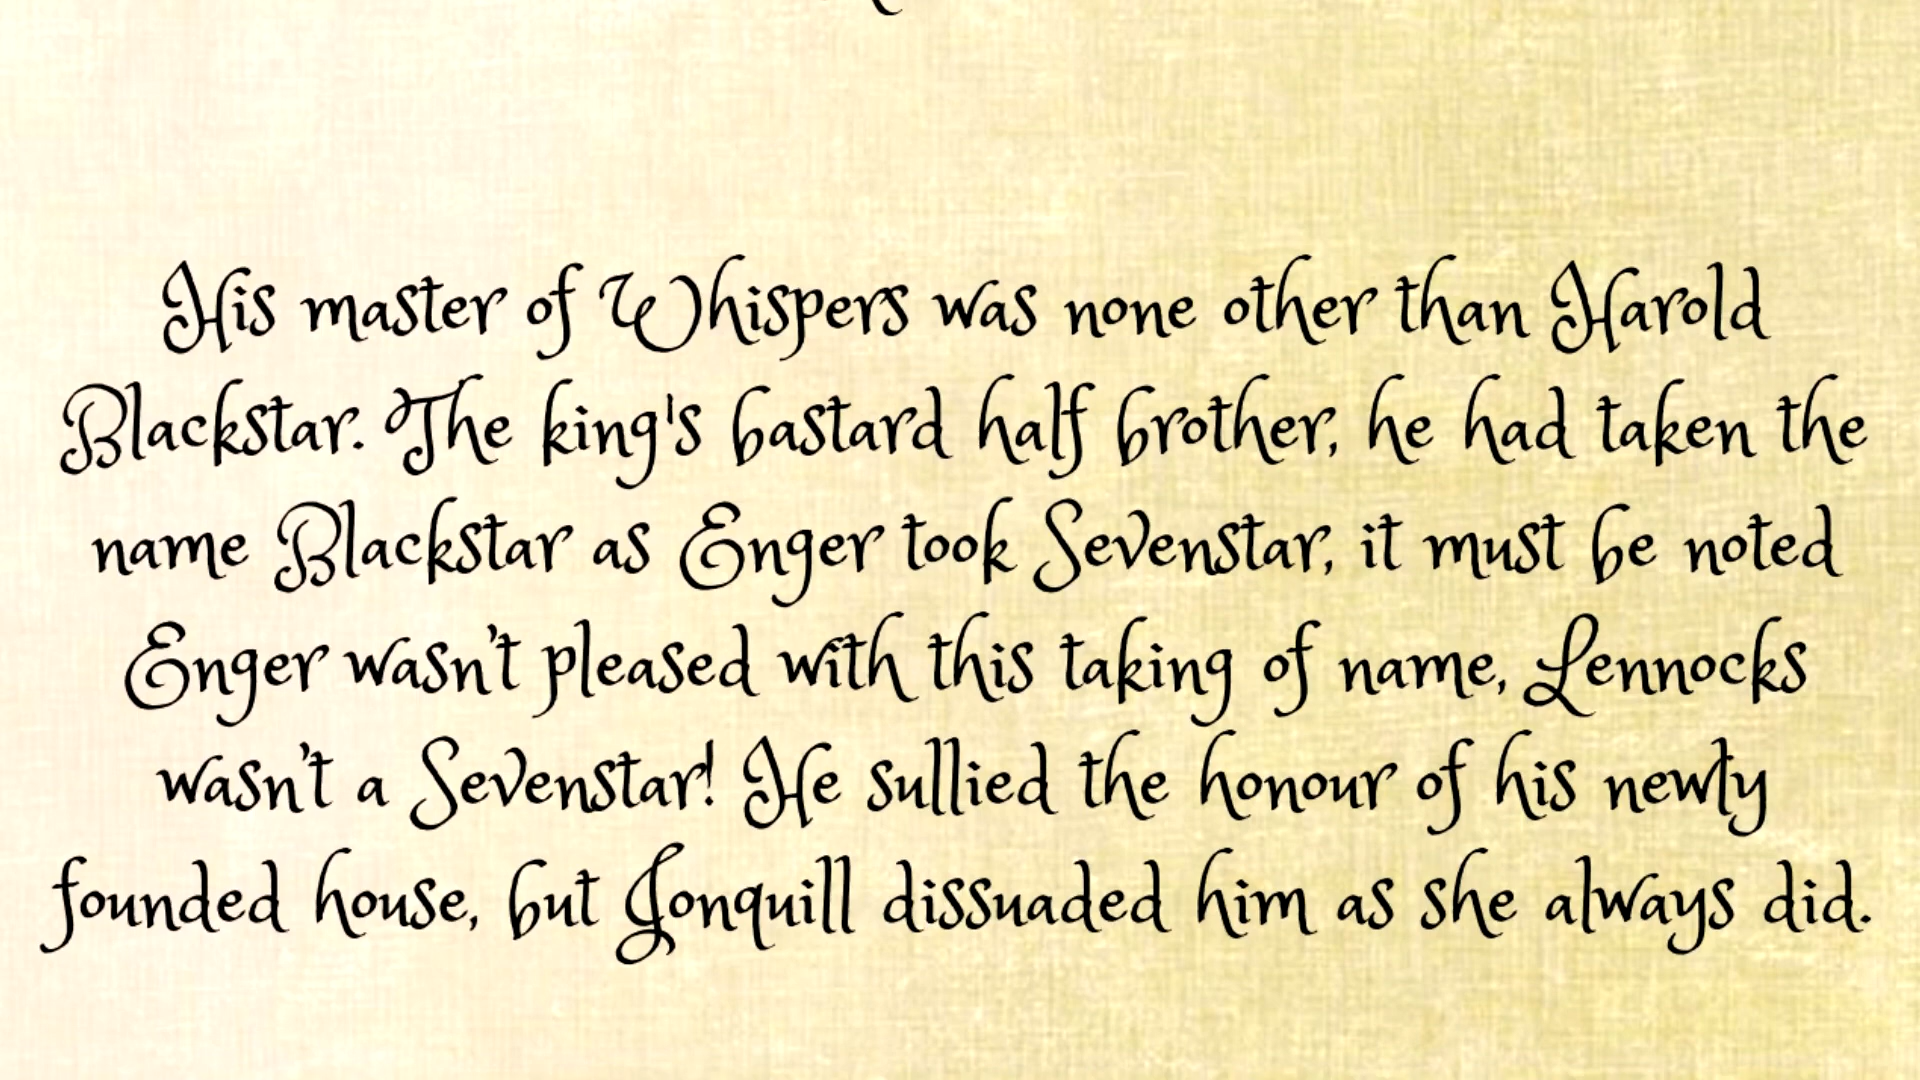 His master of Whispers was none other than Harold
Blackstar. The king's bastard half brother, he had taken the
name Blackstar as Enger took Sevenstar, it must be noted
Enger wasn't pleased with this taking of name, Lennocks
wasn't a Sevenstar! He sullied the honour of his newly
founded house, but Jonquill dissuaded him as she always did.